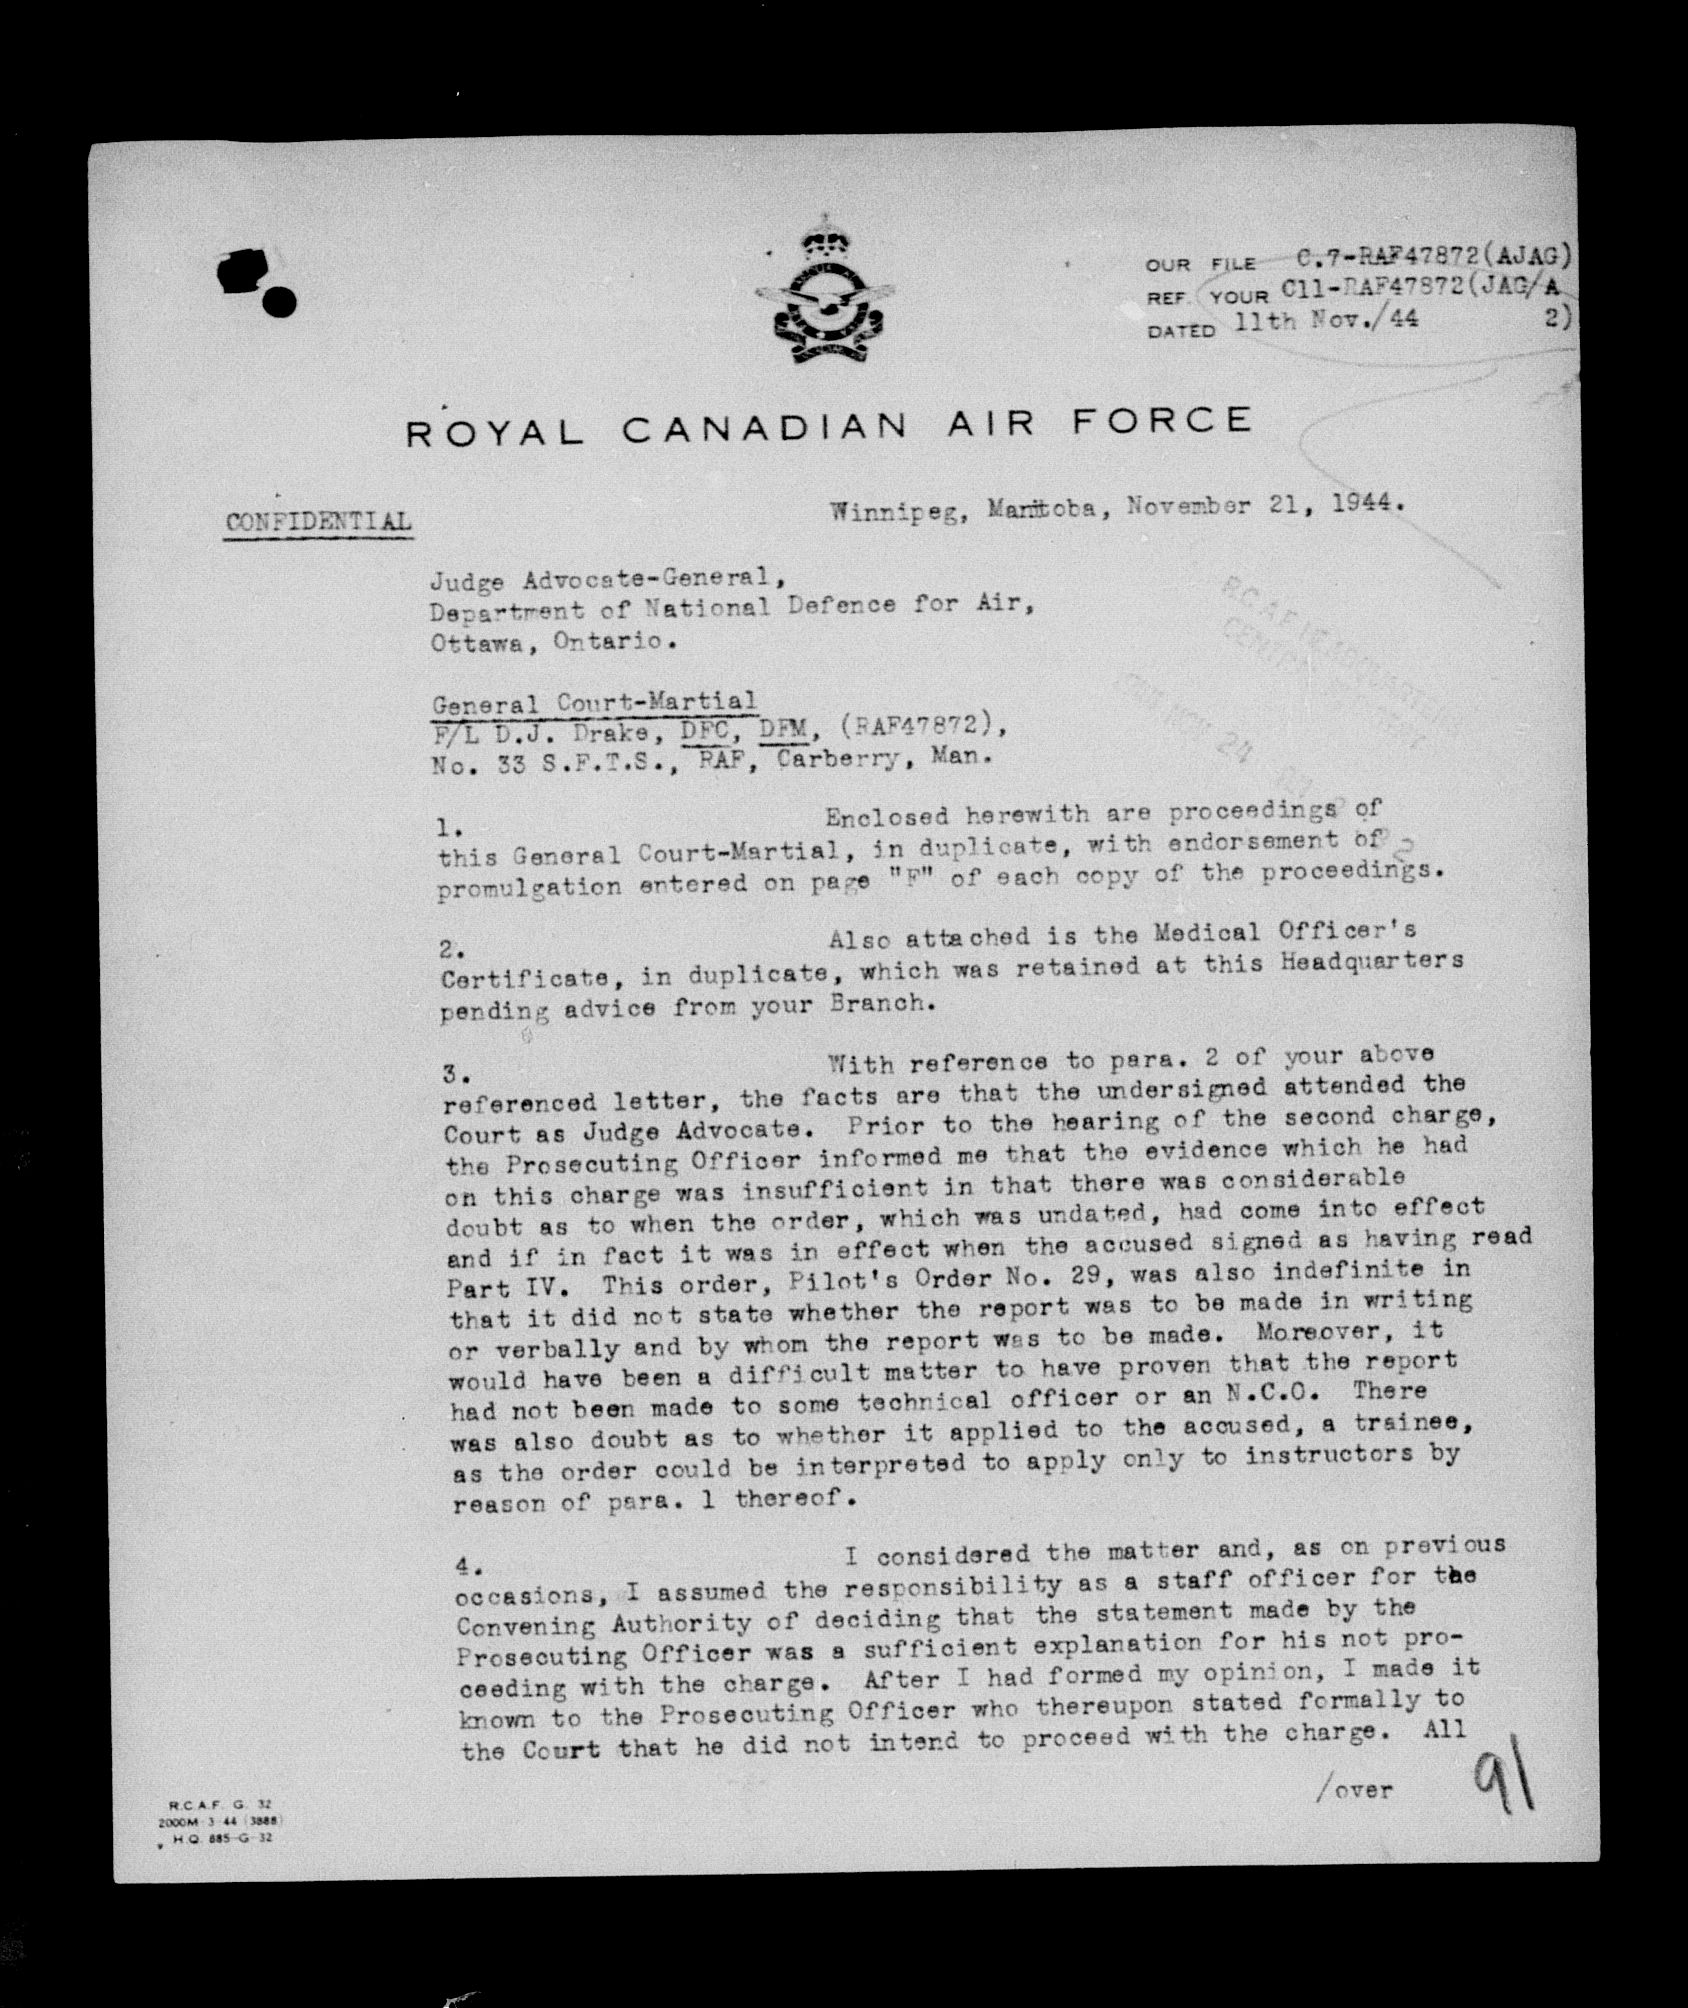 OUR FILE C.7-RAF47872(AJAG)
REF. YOUR C11-RAF47872(JAG/A
DATED 11th Nov./44 2)
ROYAL CANADIAN AIR FORCE
CONFIDENTIAL
Winnipeg, Manitoba, November 21, 1944.
Judge Advocate-General,
Department of National Defence for Air,
Ottawa, Ontario.
General Court-Martial
F/L D.J. Drake, DFC, DFM, (RAF47872),
No. 33 S.F.T.S., RAF, Carberry, Man.
1. Enclosed herewith are proceedings of
this General Court-Martial, in duplicate, with endorsement of
promulgation entered on page "F" of each copy of the proceedings.
2. Also attached is the Medical Officer's
Certificate, in duplicate, which was retained at this Headquarters
pending advice from your Branch.
3. With reference to para. 2 of your above
referenced letter, the facts are that the undersigned attended the
Court as Judge Advocate. Prior to the hearing of the second charge,
the Prosecuting Officer informed me that the evidence which he had
on this charge was insufficient in that there was considerable
doubt as to when the order, which was undated, had come into effect
and if in fact it was in effect when the accused signed as having read
Part IV. This order, Pilot's Order No. 29, was also indefinite in
that it did not state whether the report was to be made in writing
or verbally and by whom the report was to be made. Moreover, it
would have been a difficult matter to have proven that the report
had not been made to some technical officer or an N.C.O. There
was also doubt as to whether it applied to the accused, a trainee,
as the order could be interpreted to apply only to instructors by
reason of para. 1 thereof.
4. I considered the matter and, as on previous
occasions, I assumed the responsibility as a staff officer for the
Convening Authority of deciding that the statement made by the
Prosecuting Officer was a sufficient explanation for his not pro-
ceeding with the charge. After I had formed my opinion, I made it
known to the Prosecuting Officer who thereupon stated formally to
the Court that he did not intend to proceed with the charge. All
/over
91
R.C.A.F. G. 32
2000M-3-44 (3888)
H.Q. 885-G-32